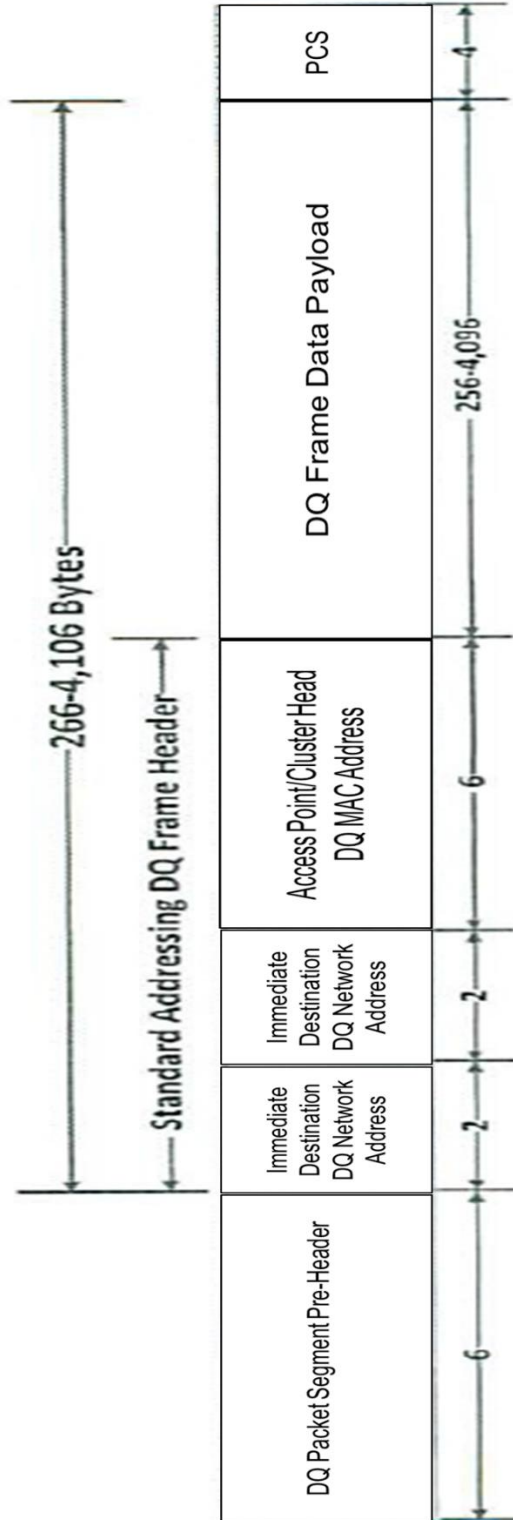 266-4,106 Bytes
Standard Addressing DQ Frame Header
DQ Packet Segment Pre-Header
Immediate
Destination
DQ Network
Address
Immediate
Destination
DQ Network
Address
Access Point/Cluster Head
DQ MAC Address
DQ Frame Data Payload
PCS
6
2
2
6
256-4,096
4